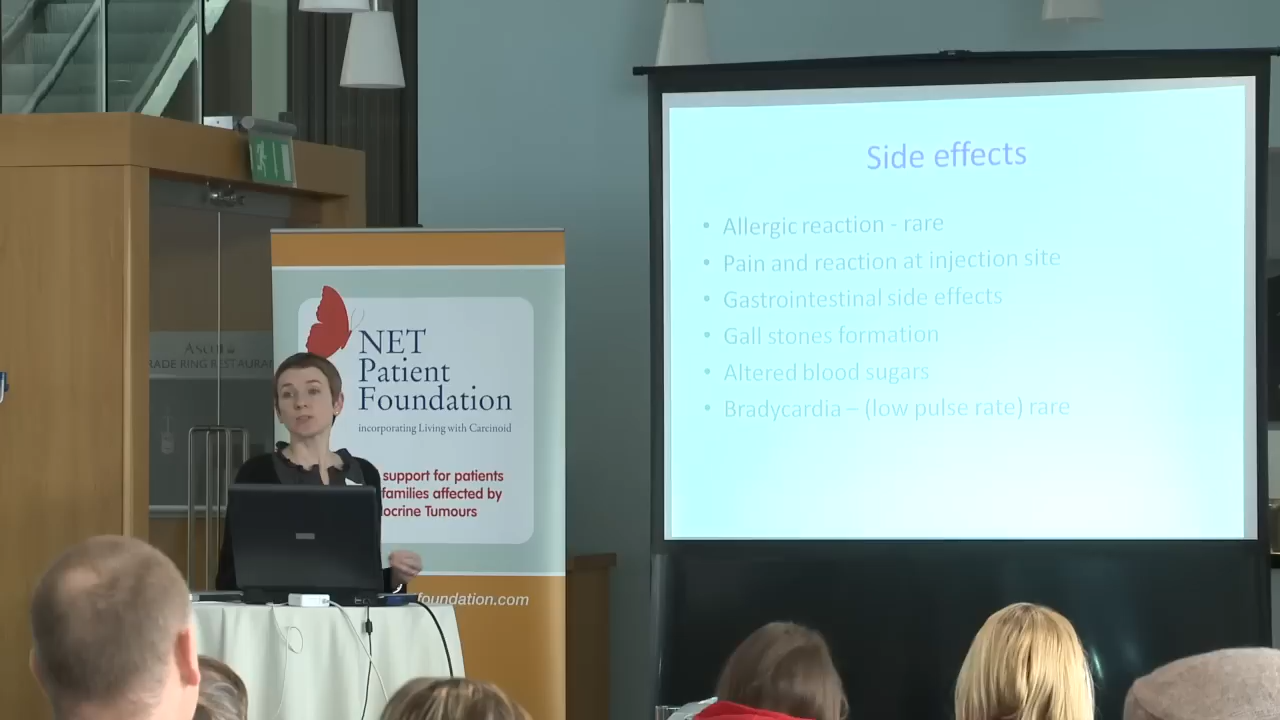 Side effects
• Allergic reaction - rare
• Pain and reaction at injection site
• Gastrointestinal side effects
• Gall stones formation
• Altered blood sugars
• Bradycardia – (low pulse rate) rare
NET
Patient
Foundation
incorporating Living with Carcinoid
support for patients
families affected by
ocrine Tumours
foundation.com